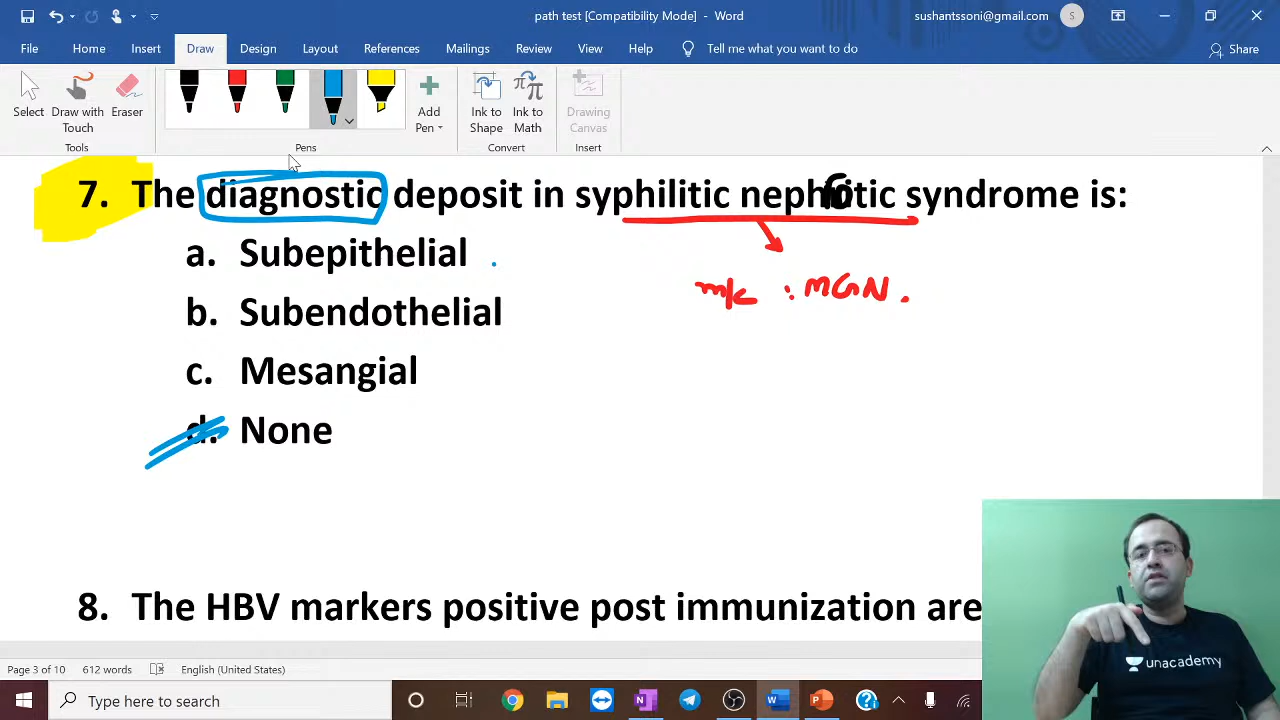 path test [Compatibility Mode] - Word
sushantssoni@gmail.com S
File Home Insert Draw Design Layout References Mailings Review View Help Tell me what you want to do Share
Select Draw with Touch Eraser Add Pen Ink to Shape Ink to Math Drawing Canvas
Tools Pens Convert Insert
7. The diagnostic deposit in syphilitic nephrotic syndrome is:
a. Subepithelial
m/c : MGN.
b. Subendothelial
c. Mesangial
d. None
8. The HBV markers positive post immunization are
unacademy
Page 3 of 10 612 words English (United States)
Type here to search